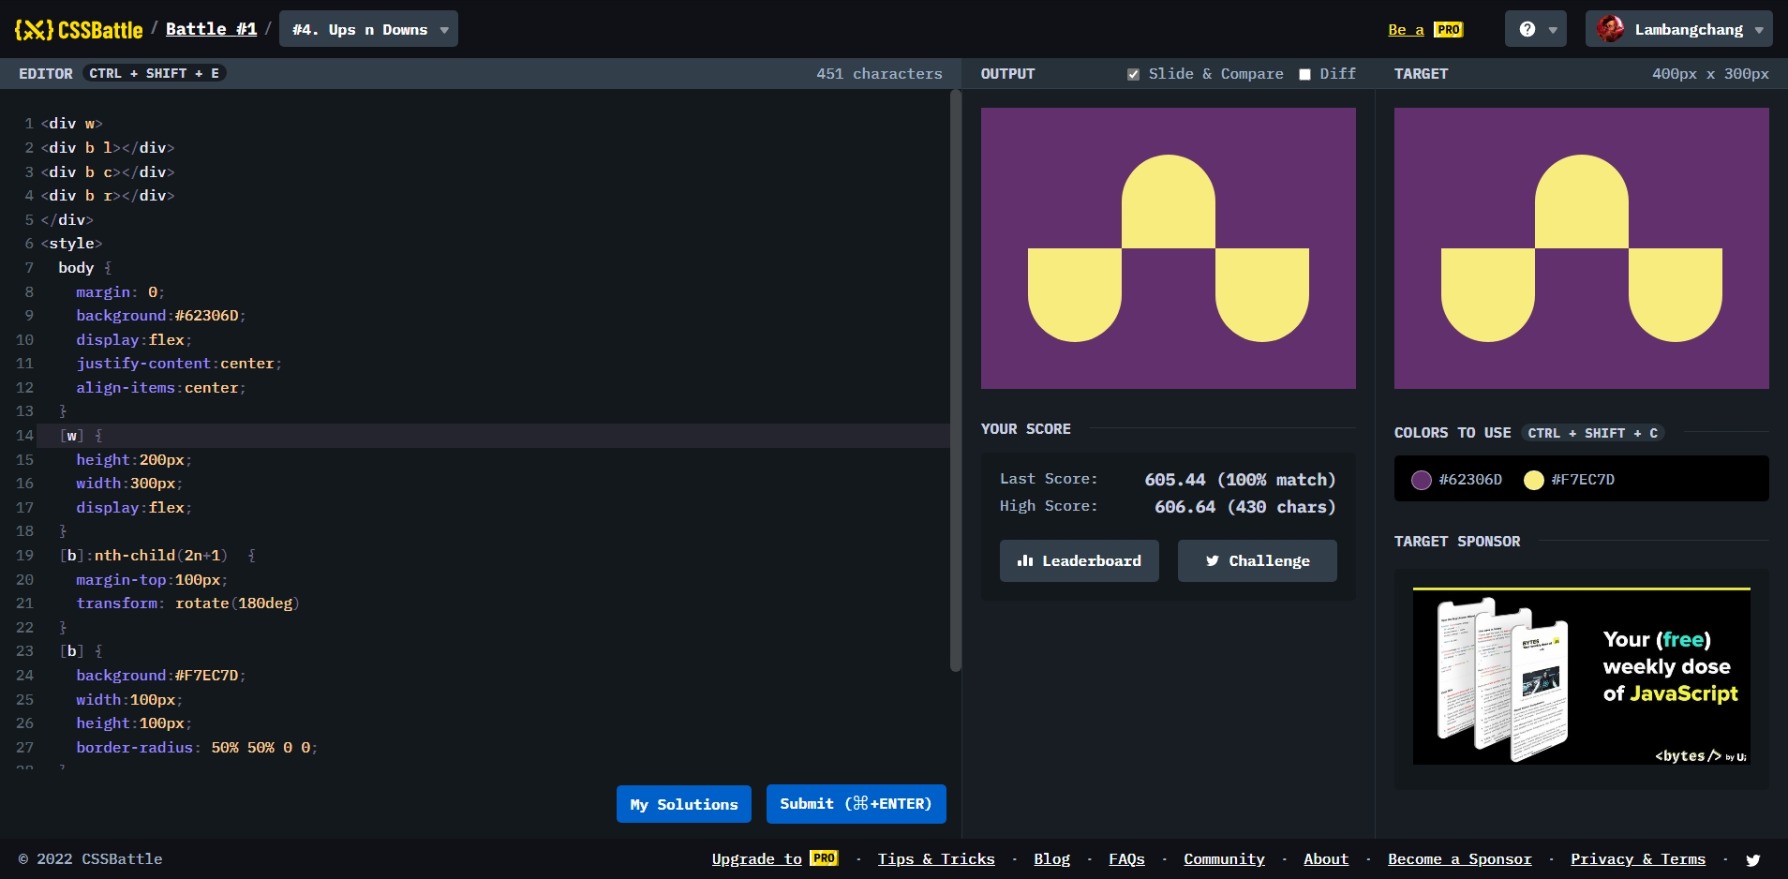 CSSBattle / Battle #1 / #4. Ups n Downs
Be a PRO
?
Lambangchang
EDITOR CTRL + SHIFT + E 451 characters
OUTPUT Slide & Compare Diff
TARGET 400px x 300px
1 <div w>
2 <div b l></div>
3 <div b c></div>
4 <div b r></div>
5 </div>
6 <style>
7 body {
8 margin: 0;
9 background:#62306D;
10 display:flex;
11 justify-content:center;
12 align-items:center;
13 }
14 [w] {
15 height:200px;
16 width:300px;
17 display:flex;
18 }
19 [b]:nth-child(2n+1)  {
20 margin-top:100px;
21 transform: rotate(180deg)
22 }
23 [b] {
24 background:#F7EC7D;
25 width:100px;
26 height:100px;
27 border-radius: 50% 50% 0 0;
28 }
My Solutions
Submit (⌘+ENTER)
YOUR SCORE
Last Score: 605.44 (100% match)
High Score: 606.64 (430 chars)
Leaderboard
Challenge
COLORS TO USE CTRL + SHIFT + C
#62306D #F7EC7D
TARGET SPONSOR
Your (free)
weekly dose
of JavaScript
<bytes/> by UI
© 2022 CSSBattle
Upgrade to PRO · Tips & Tricks · Blog · FAQs · Community · About · Become a Sponsor · Privacy & Terms ·